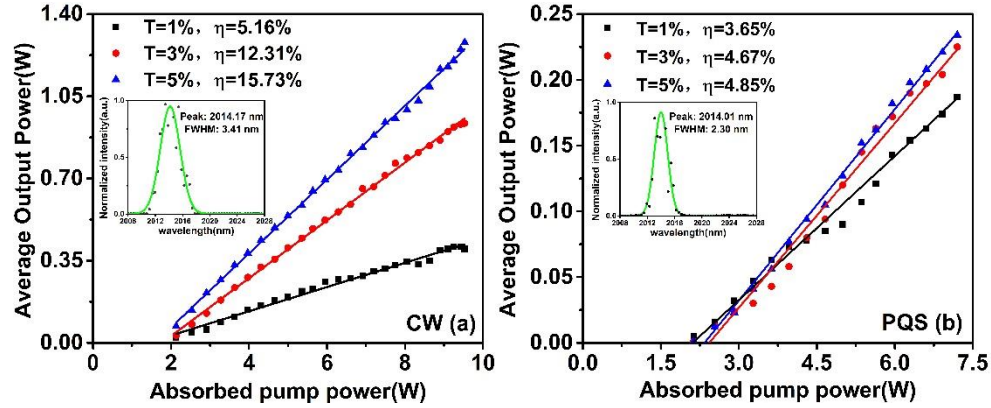 T=1%, η=5.16%
T=3%, η=12.31%
T=5%, η=15.73%
Peak: 2014.17 nm
FWHM: 3.41 nm
Normalized intensity(a.u.)
1.0
0.5
0.0
2008 2012 2016 2020 2024 2028
wavelength(nm)
Average Output Power(W)
1.40
1.05
0.70
0.35
0.00
0 2 4 6 8 10
Absorbed pump power(W)
CW (a)
T=1%, η=3.65%
T=3%, η=4.67%
T=5%, η=4.85%
Peak: 2014.01 nm
FWHM: 2.30 nm
Normalized intensity(a.u.)
1.0
0.5
0.0
2012 2016 2020 2024 2028
wavelength(nm)
Average Output Power(W)
0.25
0.20
0.15
0.10
0.05
0.00
0.0 1.5 3.0 4.5 6.0 7.5
Absorbed pump power(W)
PQS (b)